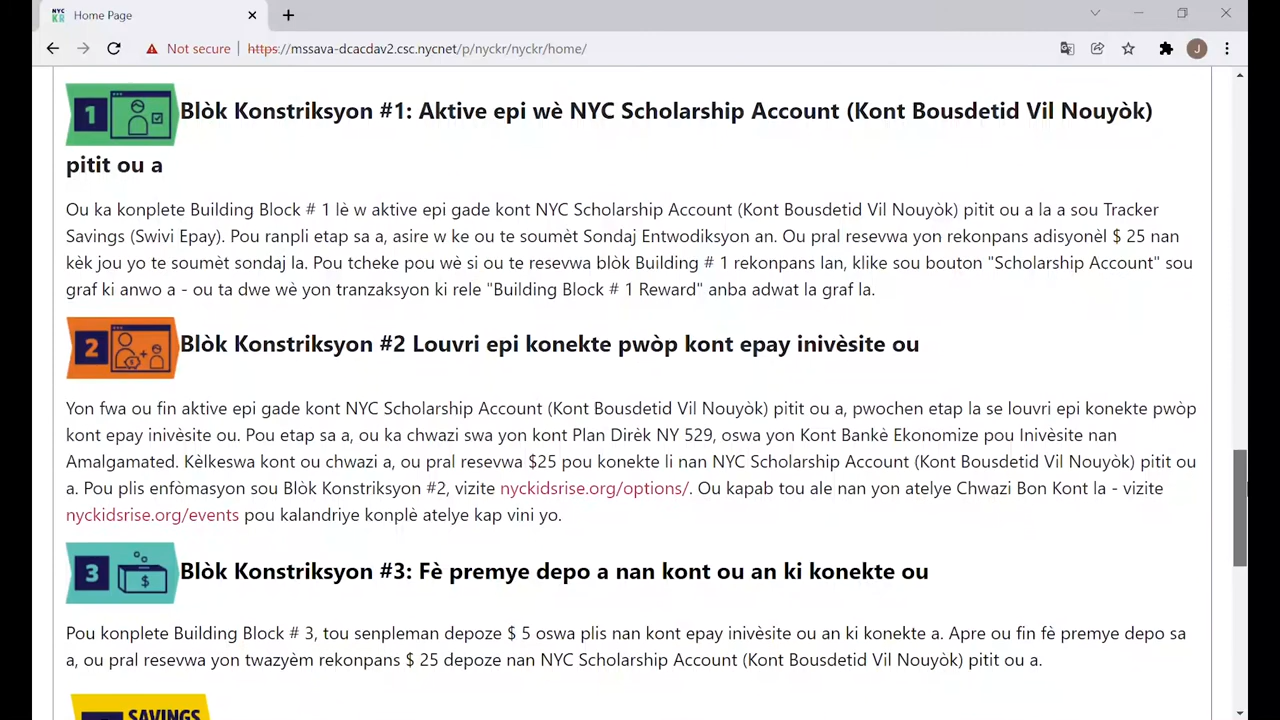 NYC
KR
Home Page
Not secure
https://mssava-dcacdav2.csc.nycnet/p/nyckr/nyckr/home/
J
1
Blòk Konstriksyon #1: Aktive epi wè NYC Scholarship Account (Kont Bousdetid Vil Nouyòk)
pitit ou a
Ou ka konplete Building Block # 1 lè w aktive epi gade kont NYC Scholarship Account (Kont Bousdetid Vil Nouyòk) pitit ou a la a sou Tracker
Savings (Swivi Epay). Pou ranpli etap sa a, asire w ke ou te soumèt Sondaj Entwodiksyon an. Ou pral resevwa yon rekonpans adisyonèl $ 25 nan
kèk jou yo te soumèt sondaj la. Pou tcheke pou wè si ou te resevwa blòk Building # 1 rekonpans lan, klike sou bouton "Scholarship Account" sou
graf ki anwo a - ou ta dwe wè yon tranzaksyon ki rele "Building Block # 1 Reward" anba adwat la graf la.
2
Blòk Konstriksyon #2 Louvri epi konekte pwòp kont epay inivèsite ou
Yon fwa ou fin aktive epi gade kont NYC Scholarship Account (Kont Bousdetid Vil Nouyòk) pitit ou a, pwochen etap la se louvri epi konekte pwòp
kont epay inivèsite ou. Pou etap sa a, ou ka chwazi swa yon kont Plan Dirèk NY 529, oswa yon Kont Bankè Ekonomize pou Inivèsite nan
Amalgamated. Kèlkeswa kont ou chwazi a, ou pral resevwa $25 pou konekte li nan NYC Scholarship Account (Kont Bousdetid Vil Nouyòk) pitit ou
a. Pou plis enfòmasyon sou Blòk Konstriksyon #2, vizite nyckidsrise.org/options/. Ou kapab tou ale nan yon atelye Chwazi Bon Kont la - vizite
nyckidsrise.org/events pou kalandriye konplè atelye kap vini yo.
3
$
Blòk Konstriksyon #3: Fè premye depo a nan kont ou an ki konekte ou
Pou konplete Building Block # 3, tou senpleman depoze $ 5 oswa plis nan kont epay inivèsite ou an ki konekte a. Apre ou fin fè premye depo sa
a, ou pral resevwa yon twazyèm rekonpans $ 25 depoze nan NYC Scholarship Account (Kont Bousdetid Vil Nouyòk) pitit ou a.
SAVINGS